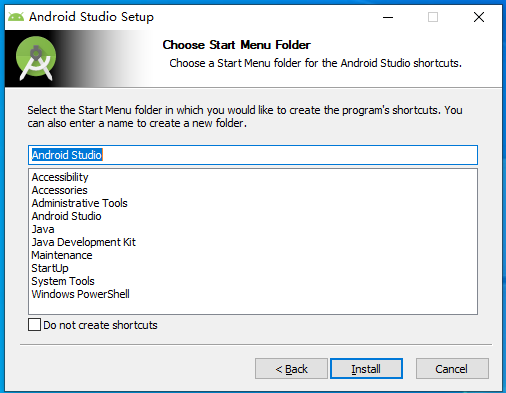 Android Studio Setup
Choose Start Menu Folder
Choose a Start Menu folder for the Android Studio shortcuts.
Select the Start Menu folder in which you would like to create the program's shortcuts. You
can also enter a name to create a new folder.
Android Studio
Accessibility
Accessories
Administrative Tools
Android Studio
Java
Java Development Kit
Maintenance
StartUp
System Tools
Windows PowerShell
Do not create shortcuts
< Back
Install
Cancel